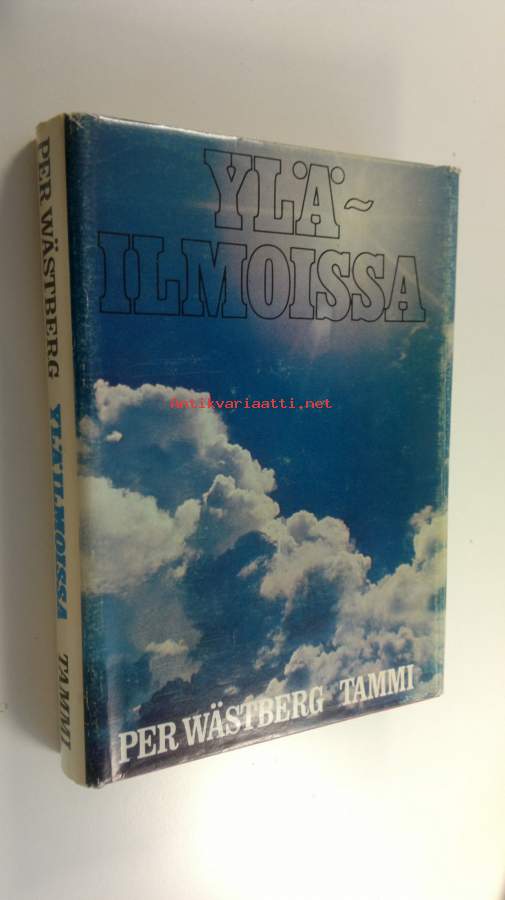 YLÄ-
ILMOISSA
antikvariaatti.net
PER WÄSTBERG TAMMI
PER WÄSTBERG YLÄILMOISSA TAMMI